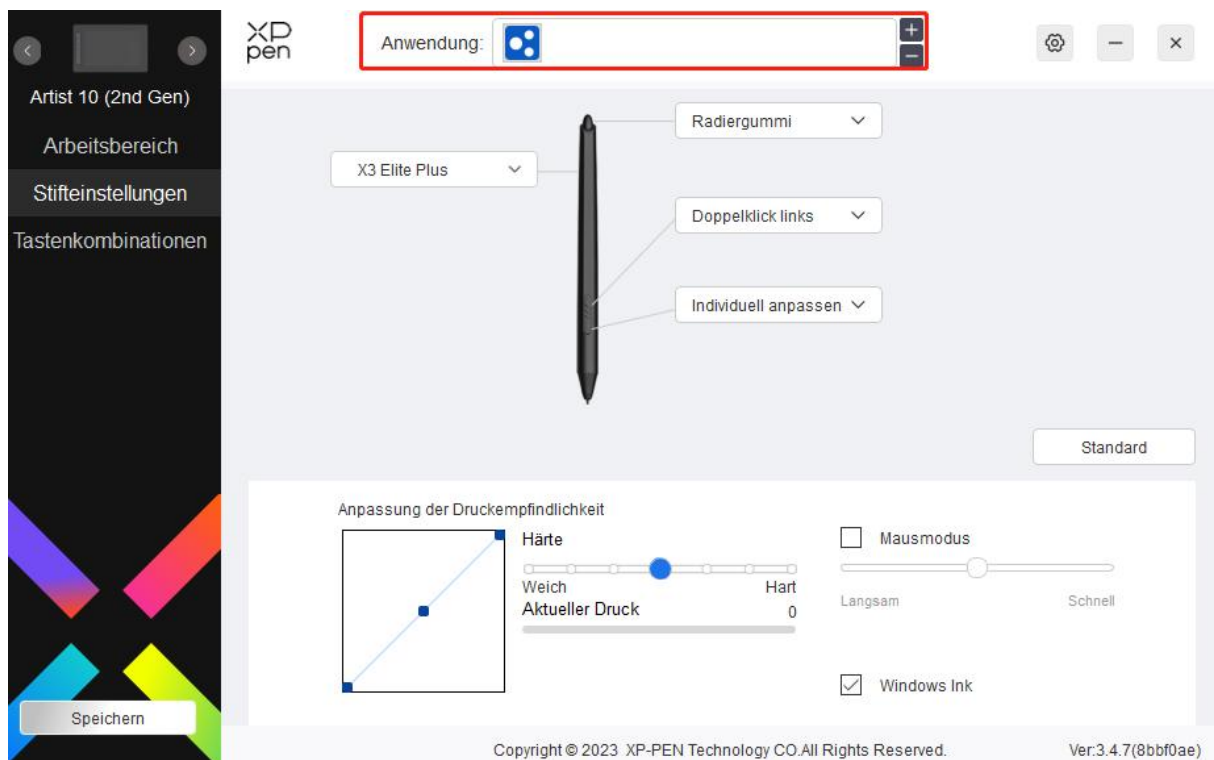 XP
pen
Anwendung:
+
−
Artist 10 (2nd Gen)
Arbeitsbereich
Stifteinstellungen
Tastenkombinationen
Radiergummi
X3 Elite Plus
Doppelklick links
Individuell anpassen
Standard
Anpassung der Druckempfindlichkeit
Härte
Weich Hart
Aktueller Druck 0
Mausmodus
Langsam Schnell
Windows Ink
Speichern
Copyright © 2023 XP-PEN Technology CO.All Rights Reserved. Ver:3.4.7(8bbf0ae)